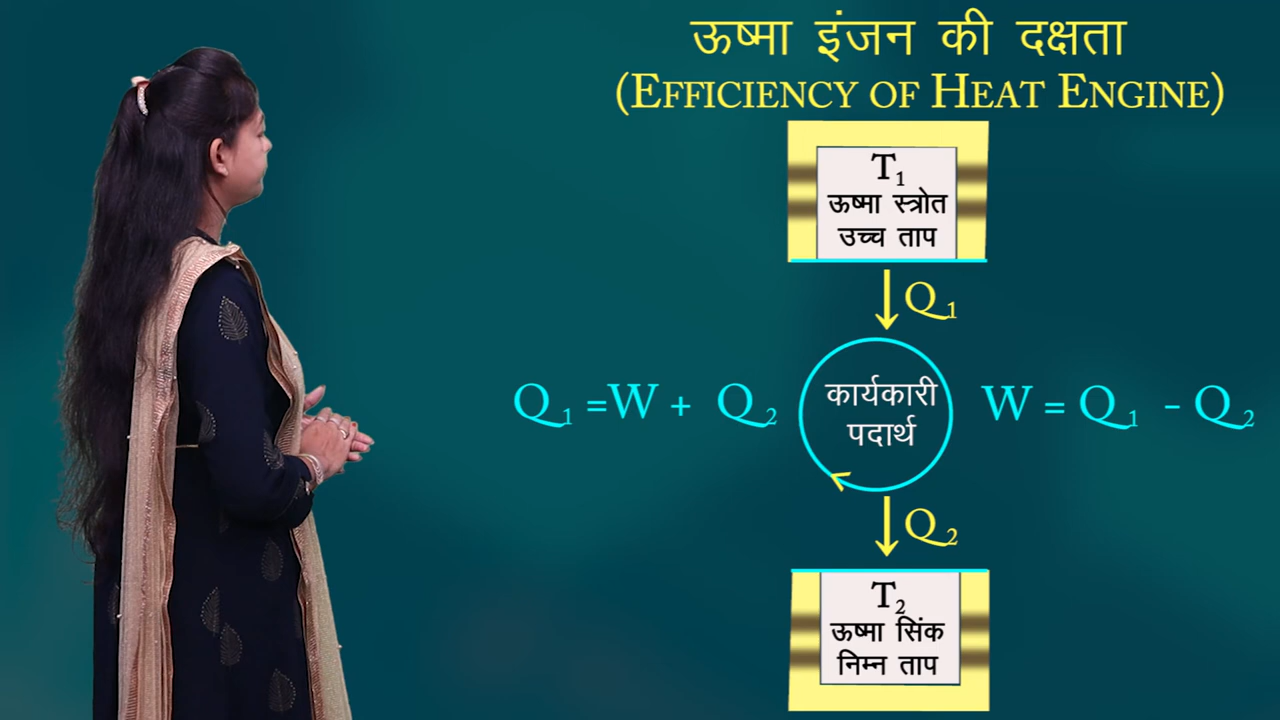 ऊष्मा इंजन की दक्षता
(EFFICIENCY OF HEAT ENGINE)
T₁
ऊष्मा स्त्रोत
उच्च ताप
Q₁
Q₁ =W + Q₂
कार्यकारी
पदार्थ
W = Q₁ - Q₂
Q₂
T₂
ऊष्मा सिंक
निम्न ताप